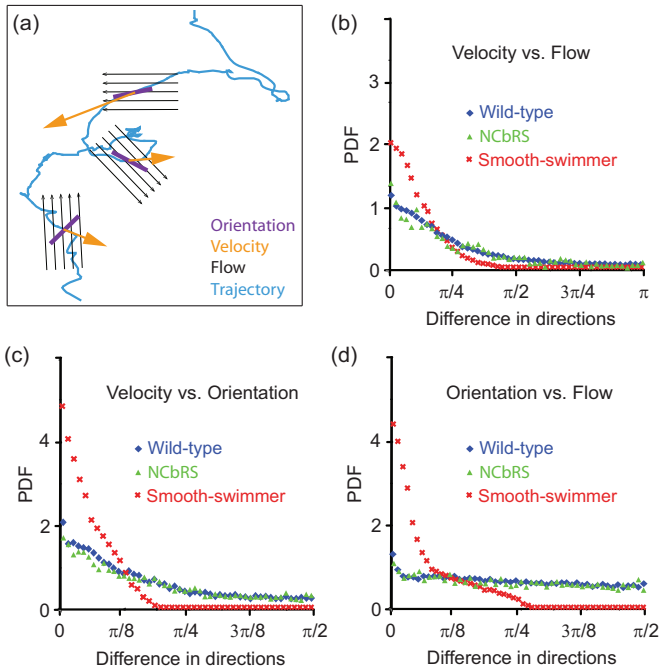 (a)
Orientation
Velocity
Flow
Trajectory
(b)
Velocity vs. Flow
3
2
1
0
PDF
Wild-type
NCbRS
Smooth-swimmer
0 π/4 π/2 3π/4 π
Difference in directions
(c)
Velocity vs. Orientation
4
2
0
PDF
Wild-type
NCbRS
Smooth-swimmer
0 π/8 π/4 3π/8 π/2
Difference in directions
(d)
Orientation vs. Flow
4
2
0
PDF
Wild-type
NCbRS
Smooth-swimmer
0 π/8 π/4 3π/8 π/2
Difference in directions